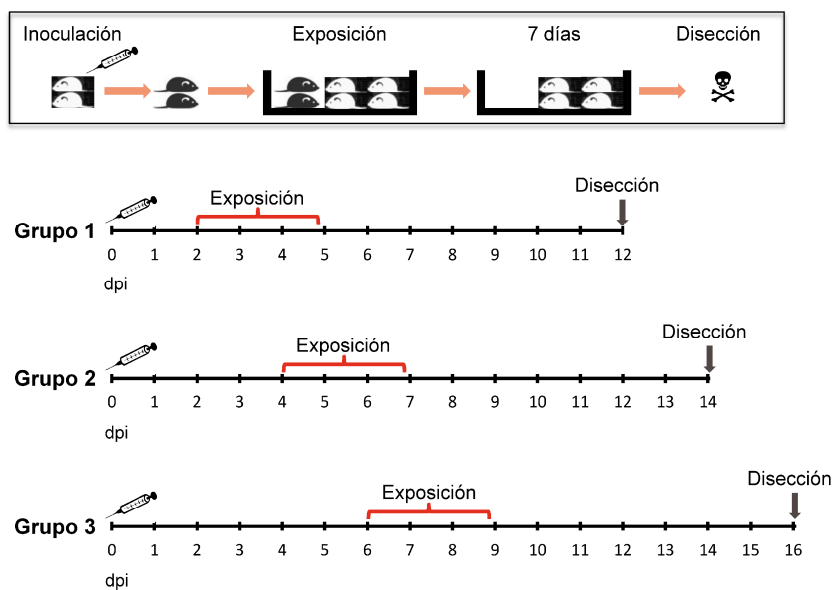 Inoculación Exposición 7 días Disección
Exposición Disección
Grupo 1
0 1 2 3 4 5 6 7 8 9 10 11 12
dpi
Exposición Disección
Grupo 2
0 1 2 3 4 5 6 7 8 9 10 11 12 13 14
dpi
Exposición Disección
Grupo 3
0 1 2 3 4 5 6 7 8 9 10 11 12 13 14 15 16
dpi